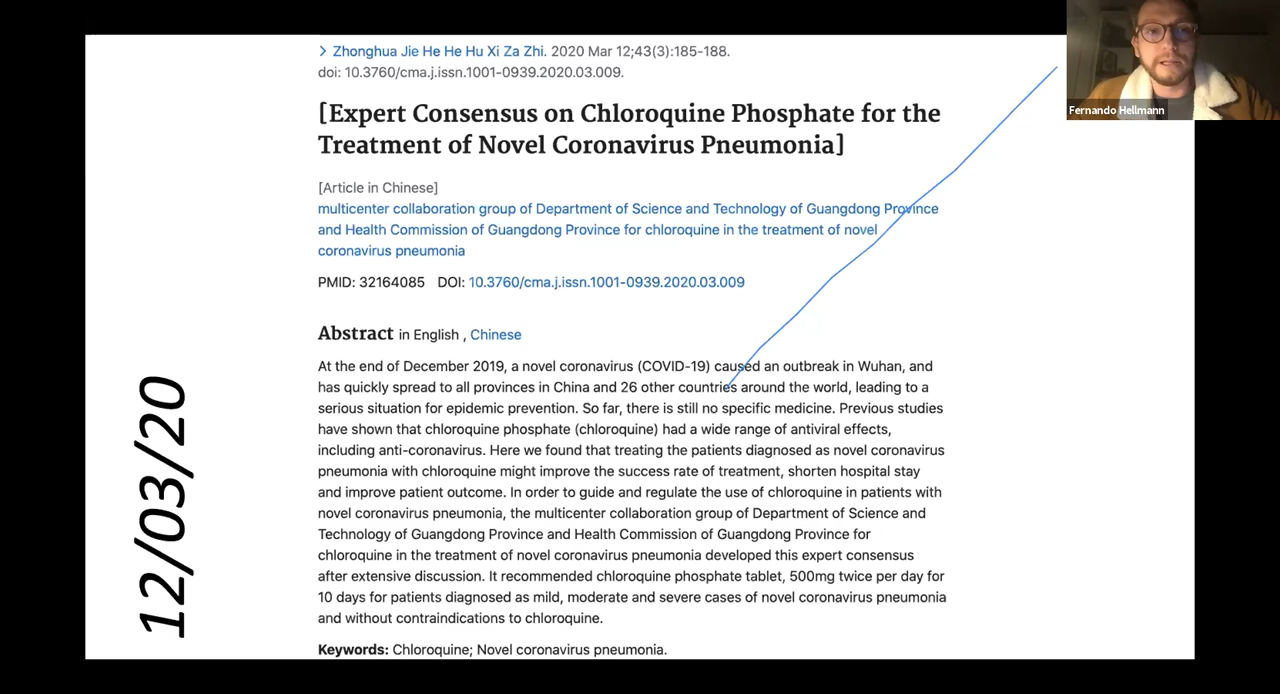 > Zhonghua Jie He He Hu Xi Za Zhi. 2020 Mar 12;43(3):185-188.
doi: 10.3760/cma.j.issn.1001-0939.2020.03.009.
[Expert Consensus on Chloroquine Phosphate for the
Treatment of Novel Coronavirus Pneumonia]
[Article in Chinese]
multicenter collaboration group of Department of Science and Technology of Guangdong Province
and Health Commission of Guangdong Province for chloroquine in the treatment of novel
coronavirus pneumonia
PMID: 32164085 DOI: 10.3760/cma.j.issn.1001-0939.2020.03.009
Abstract in English , Chinese
At the end of December 2019, a novel coronavirus (COVID-19) caused an outbreak in Wuhan, and
has quickly spread to all provinces in China and 26 other countries around the world, leading to a
serious situation for epidemic prevention. So far, there is still no specific medicine. Previous studies
have shown that chloroquine phosphate (chloroquine) had a wide range of antiviral effects,
including anti-coronavirus. Here we found that treating the patients diagnosed as novel coronavirus
pneumonia with chloroquine might improve the success rate of treatment, shorten hospital stay
and improve patient outcome. In order to guide and regulate the use of chloroquine in patients with
novel coronavirus pneumonia, the multicenter collaboration group of Department of Science and
Technology of Guangdong Province and Health Commission of Guangdong Province for
chloroquine in the treatment of novel coronavirus pneumonia developed this expert consensus
after extensive discussion. It recommended chloroquine phosphate tablet, 500mg twice per day for
10 days for patients diagnosed as mild, moderate and severe cases of novel coronavirus pneumonia
and without contraindications to chloroquine.
Keywords: Chloroquine; Novel coronavirus pneumonia.
12/03/20
Fernando Hellmann